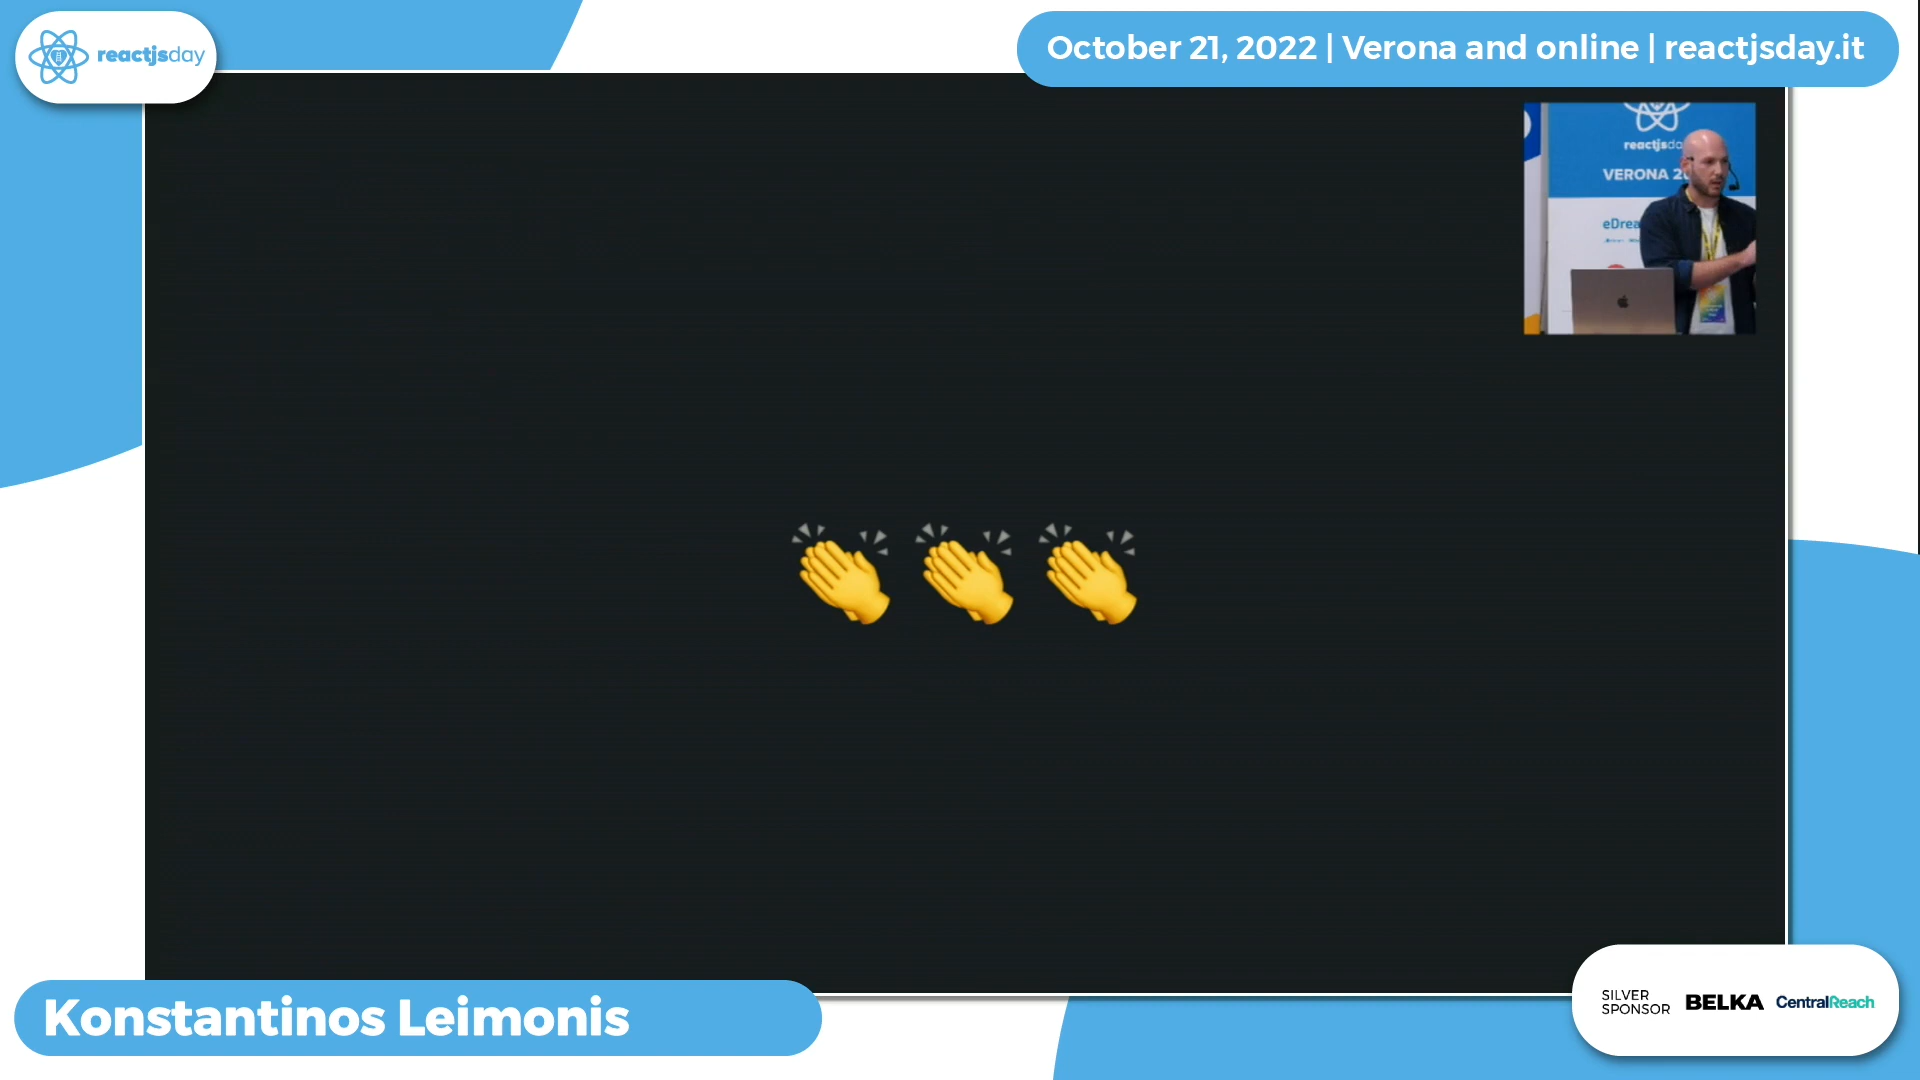 reactjsday
October 21, 2022 | Verona and online | reactjsday.it
reactjsda
VERONA 2
eDrea
👏 👏 👏
Konstantinos Leimonis
SILVER
SPONSOR
BELKA
CentralReach